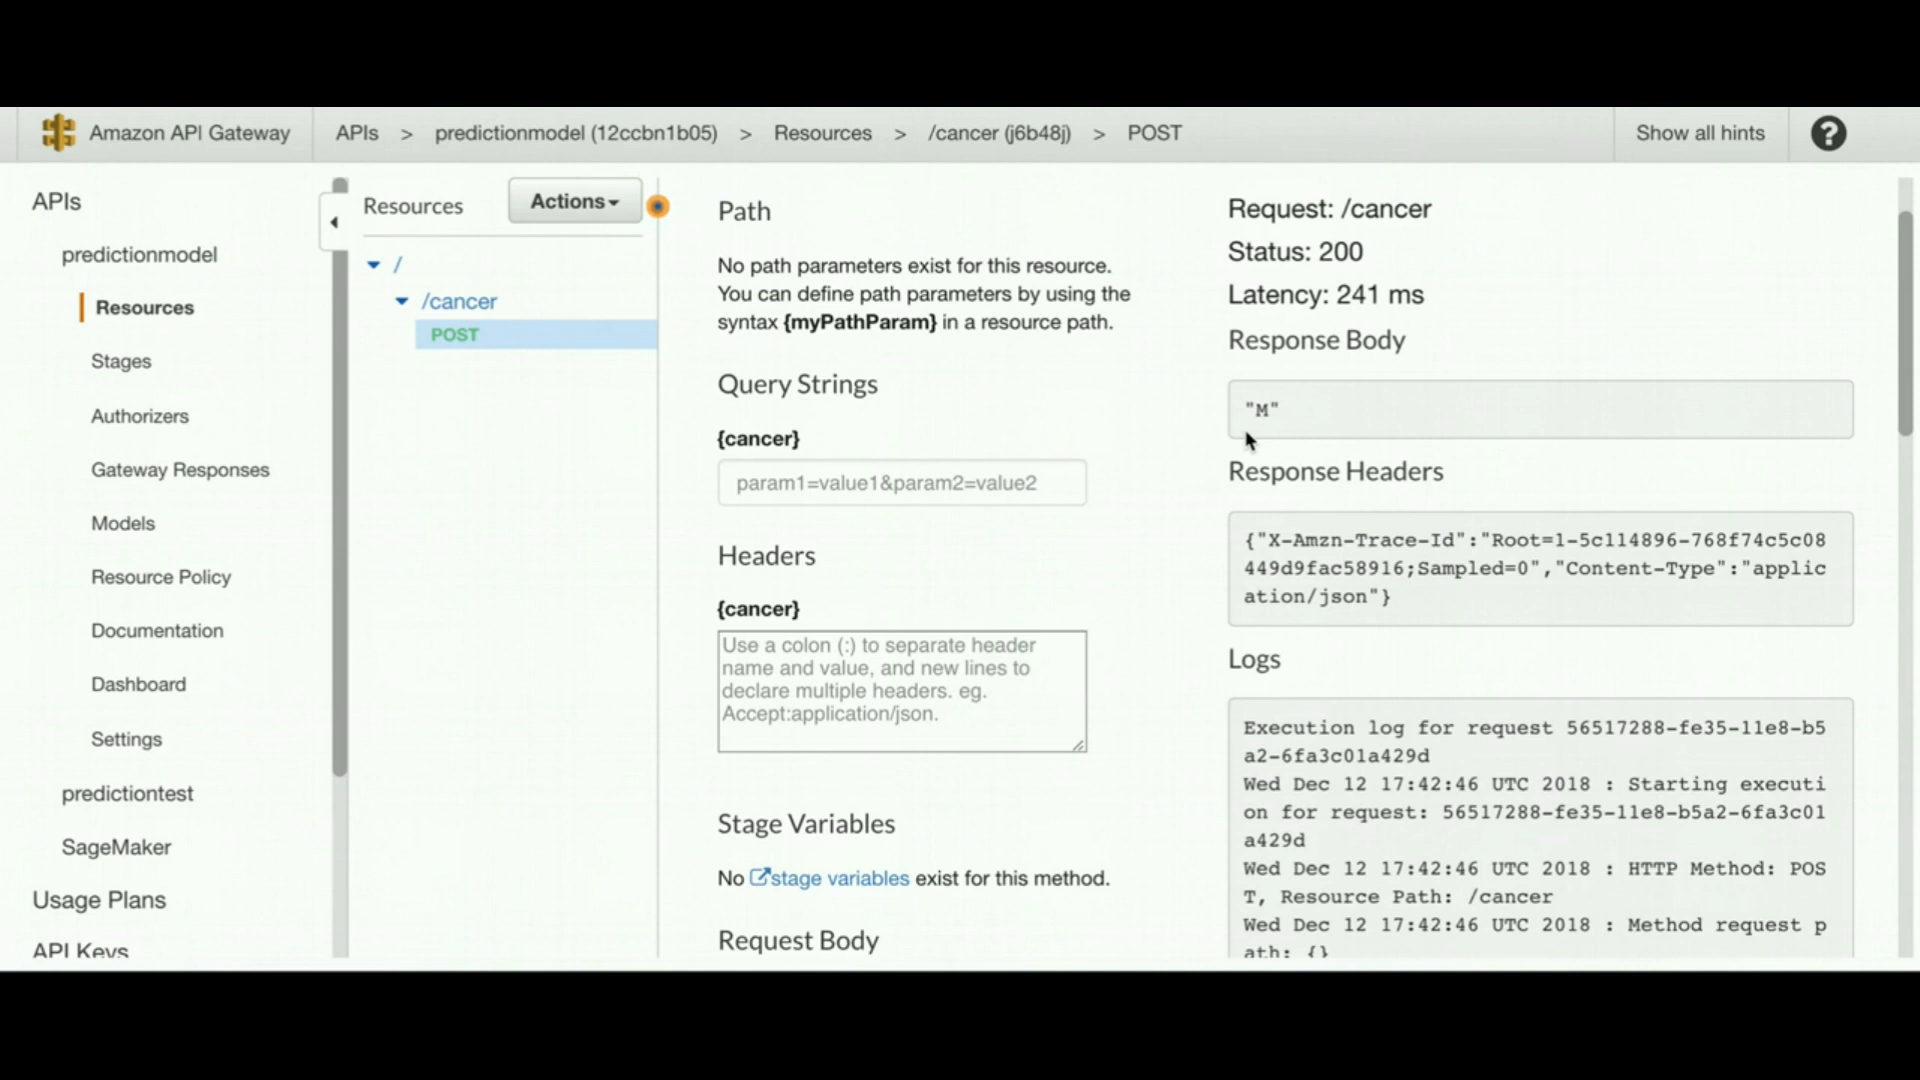 Amazon API Gateway
APIs > predictionmodel (12ccbn1b05) > Resources > /cancer (j6b48j) > POST
Show all hints
?
APIs
predictionmodel
Resources
Stages
Authorizers
Gateway Responses
Models
Resource Policy
Documentation
Dashboard
Settings
predictiontest
SageMaker
Usage Plans
API Keys
Resources
Actions
/
/cancer
POST
Path
No path parameters exist for this resource.
You can define path parameters by using the
syntax {myPathParam} in a resource path.
Query Strings
{cancer}
param1=value1&param2=value2
Headers
{cancer}
Use a colon (:) to separate header
name and value, and new lines to
declare multiple headers. eg.
Accept:application/json.
Stage Variables
No stage variables exist for this method.
Request Body
Request: /cancer
Status: 200
Latency: 241 ms
Response Body
"M"
Response Headers
{"X-Amzn-Trace-Id":"Root=1-5c114896-768f74c5c08
449d9fac58916;Sampled=0","Content-Type":"applic
ation/json"}
Logs
Execution log for request 56517288-fe35-11e8-b5
a2-6fa3c01a429d
Wed Dec 12 17:42:46 UTC 2018 : Starting executi
on for request: 56517288-fe35-11e8-b5a2-6fa3c01
a429d
Wed Dec 12 17:42:46 UTC 2018 : HTTP Method: POS
T, Resource Path: /cancer
Wed Dec 12 17:42:46 UTC 2018 : Method request p
ath: {}